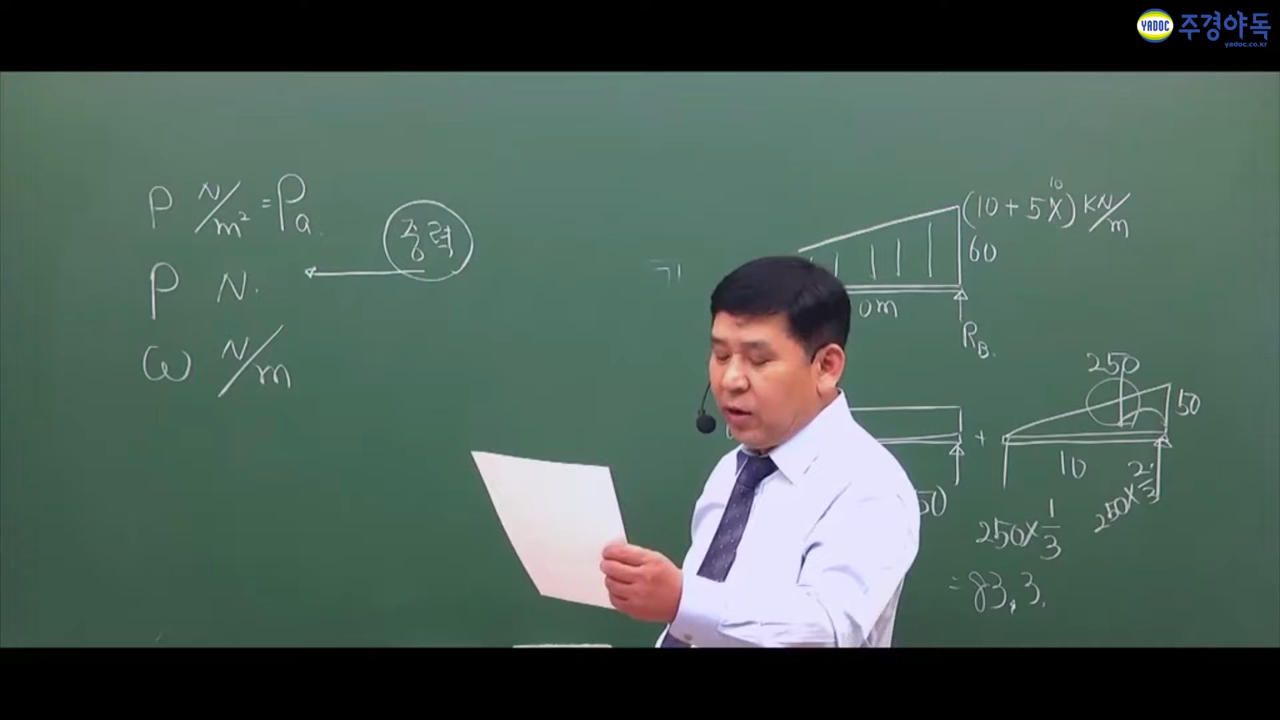 YADOC 주경야독
yadoc.co.kr
P N/m² = Pa.
중력
P N.
ω N/m
(10 + 5X) KN/m
10
60
0m
R_B.
250
50
+
10
250 × 2/3
50
250 × 1/3
= 83.3.